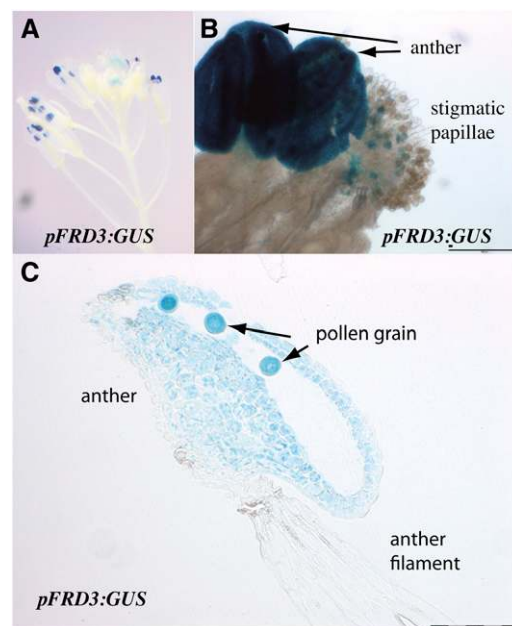 A
pFRD3:GUS
B
anther
stigmatic
papillae
pFRD3:GUS
C
pollen grain
anther
anther
filament
pFRD3:GUS